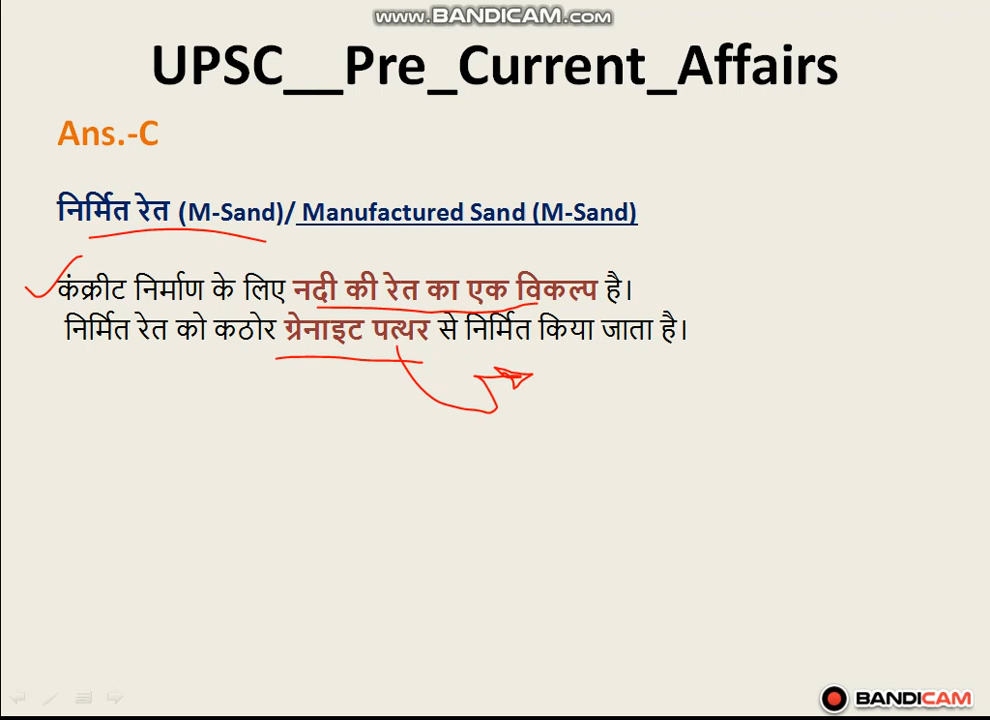 www.BANDICAM.com
UPSC__Pre_Current_Affairs
Ans.-C
निर्मित रेत (M-Sand)/ Manufactured Sand (M-Sand)
कंक्रीट निर्माण के लिए नदी की रेत का एक विकल्प है।
निर्मित रेत को कठोर ग्रेनाइट पत्थर से निर्मित किया जाता है।
BANDICAM